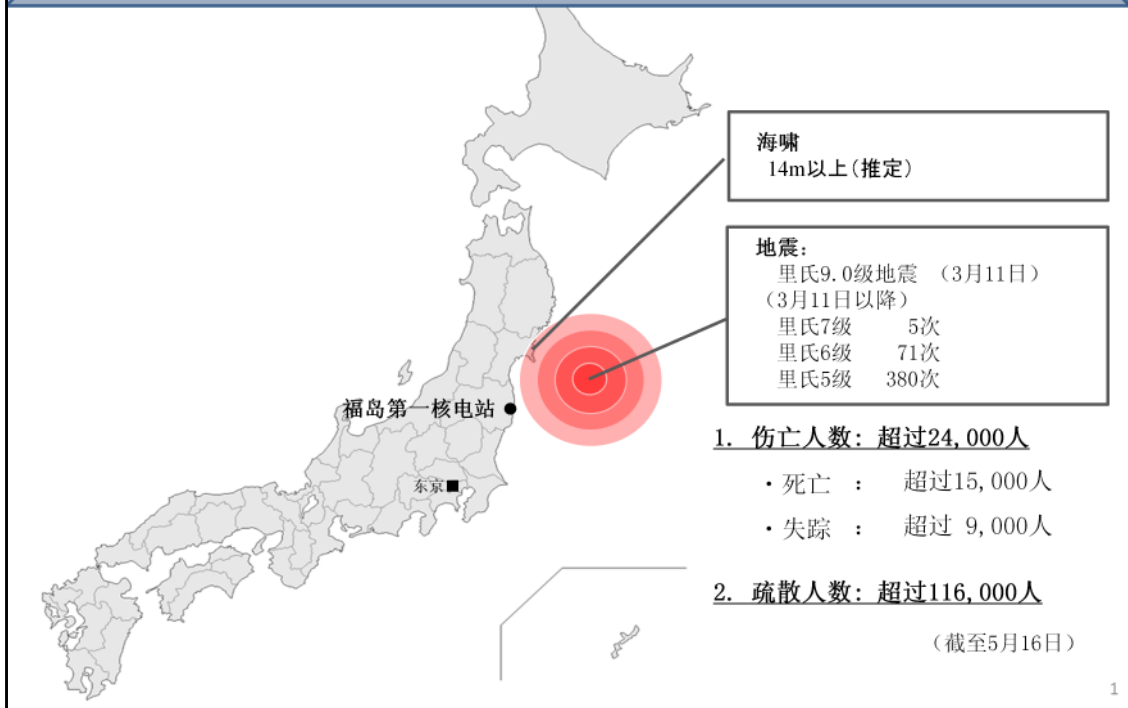 海啸
14m以上(推定)
地震:
里氏9.0级地震 (3月11日)
(3月11日以降)
里氏7级 5次
里氏6级 71次
里氏5级 380次
福岛第一核电站
东京
1. 伤亡人数: 超过24,000人
・死亡 : 超过15,000人
・失踪 : 超过 9,000人
2. 疏散人数: 超过116,000人
(截至5月16日)
1